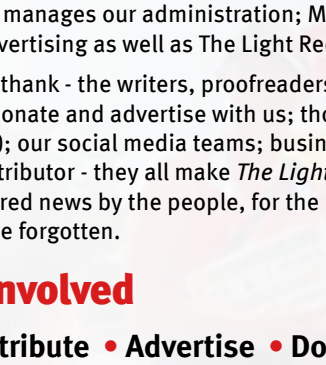 manages our administration; M
vertising as well as The Light Re
thank - the writers, proofreaders
onate and advertise with us; tho
); our social media teams; busin
tributor - they all make The Light
red news by the people, for the
e forgotten.
nvolved
tribute • Advertise • Do